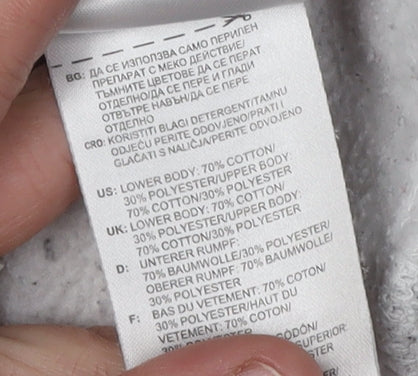 BG: ДА СЕ ИЗПОЛЗВА САМО ПЕРИЛЕН
ПРЕПАРАТ С МЕКО ДЕЙСТВИЕ/
ТЪМНИТЕ ЦВЕТОВЕ ДА СЕ ПЕРАТ
ОТДЕЛНО/ДА СЕ ПЕРЕ И ГЛАДИ
ОТВЪТРЕ НАВЪН/ДА СЕ ПЕРЕ
ОТДЕЛНО
CRO: KORISTITI BLAGI DETERGENT/TAMNU
ODJEĆU PERITE ODVOJENO/PRATI I
GLAČATI S NALIČJA/PERITE ODVOJENO
US: LOWER BODY: 70% COTTON/
30% POLYESTER/UPPER BODY:
70% COTTON/30% POLYESTER
UK: LOWER BODY: 70% COTTON/
30% POLYESTER/UPPER BODY:
70% COTTON/30% POLYESTER
D: UNTERER RUMPF:
70% BAUMWOLLE/30% POLYESTER/
OBERER RUMPF: 70% BAUMWOLLE/
30% POLYESTER
F: BAS DU VETEMENT: 70% COTON/
30% POLYESTER/HAUT DU
VETEMENT: 70% COTON/
30% POLYESTER
SUPERIOR: